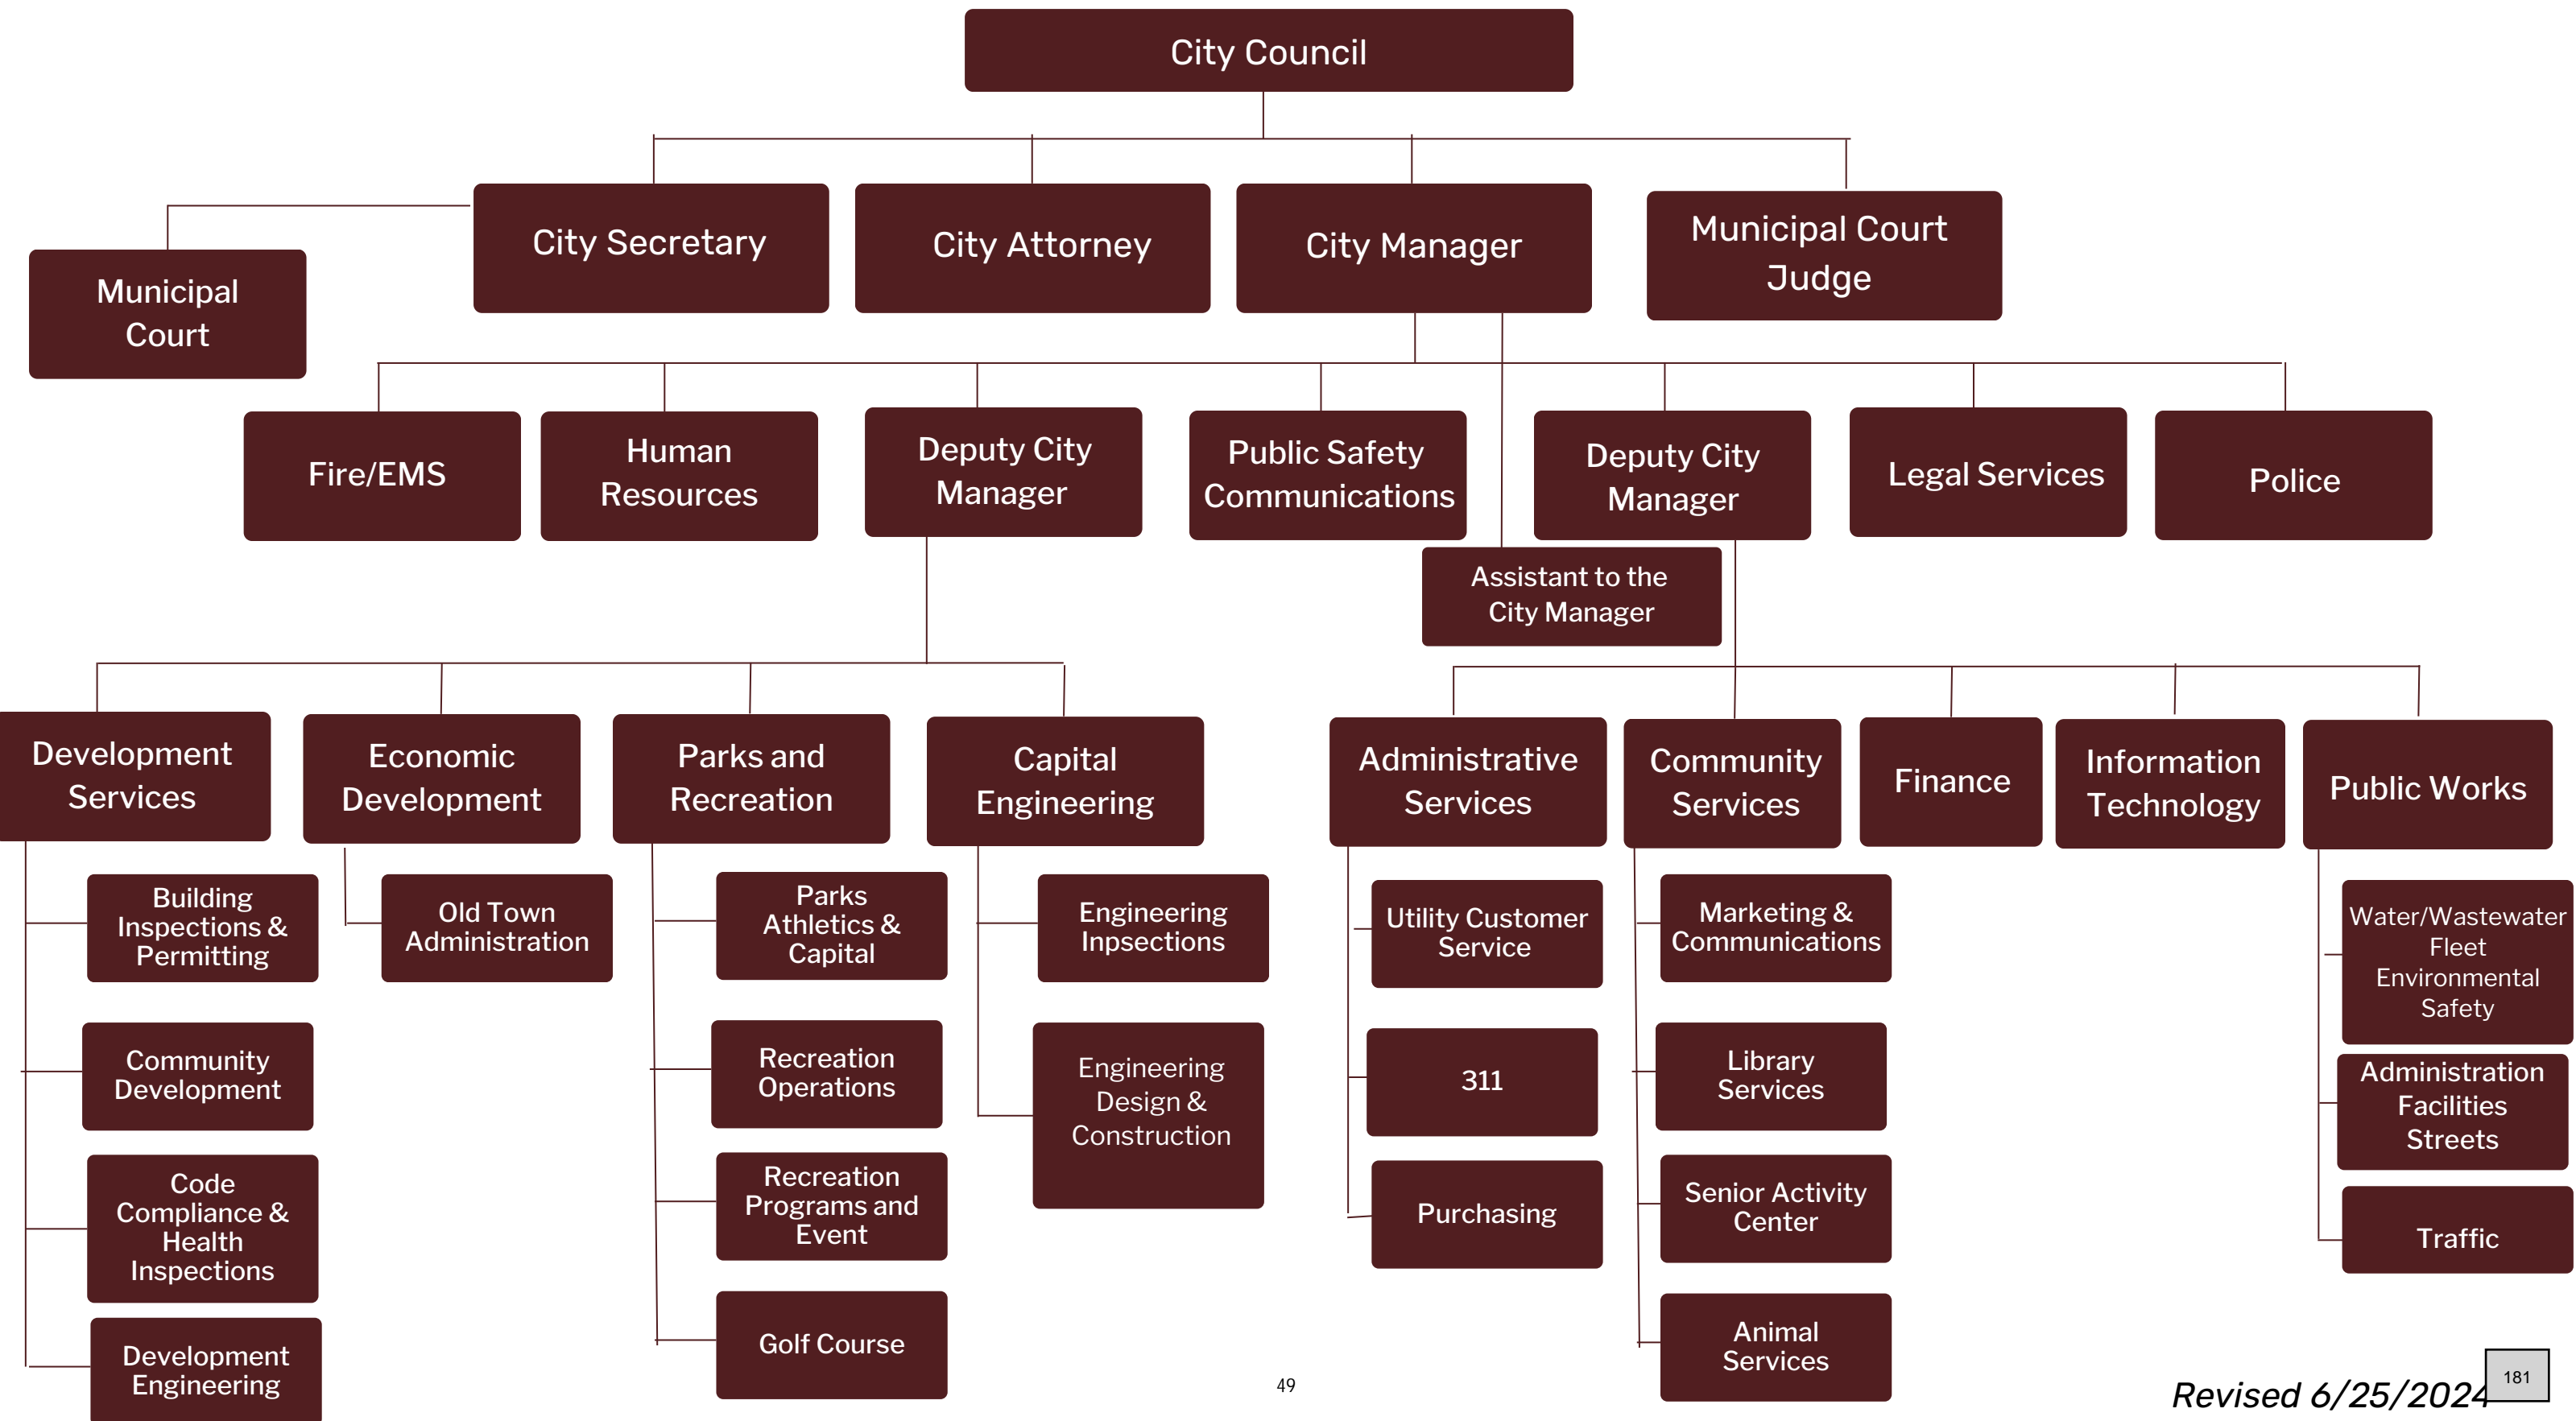 City Council
City Secretary
City Attorney
City Manager
Municipal Court
Judge
Municipal
Court
Fire/EMS
Human
Resources
Deputy City
Manager
Public Safety
Communications
Deputy City
Manager
Legal Services
Police
Assistant to the
City Manager
Development
Services
Economic
Development
Parks and
Recreation
Capital
Engineering
Administrative
Services
Community
Services
Finance
Information
Technology
Public Works
Building
Inspections &
Permitting
Community
Development
Code
Compliance &
Health
Inspections
Development
Engineering
Old Town
Administration
Parks
Athletics &
Capital
Recreation
Operations
Recreation
Programs and
Event
Golf Course
Engineering
Inpsections
Engineering
Design &
Construction
Utility Customer
Service
311
Purchasing
Marketing &
Communications
Library
Services
Senior Activity
Center
Animal
Services
Water/Wastewater
Fleet
Environmental
Safety
Administration
Facilities
Streets
Traffic
49
Revised 6/25/2024
181